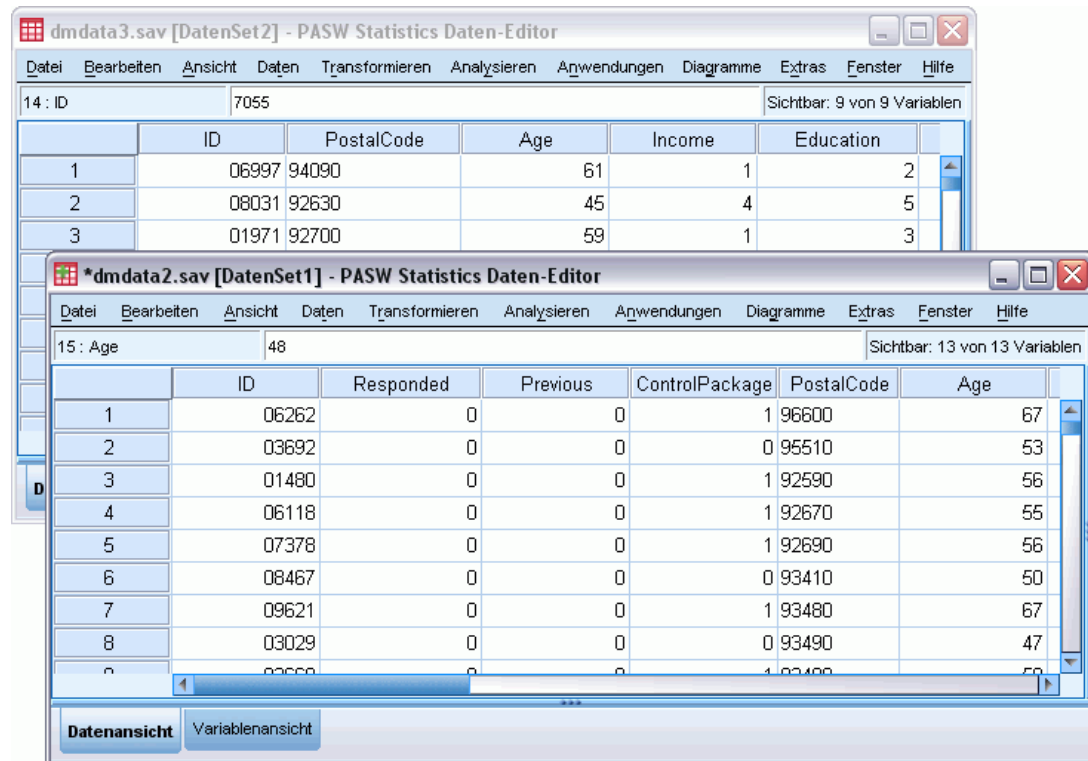 dmdata3.sav [DatenSet2] - PASW Statistics Daten-Editor
Datei Bearbeiten Ansicht Daten Transformieren Analysieren Anwendungen Diagramme Extras Fenster Hilfe
14 : ID 7055 Sichtbar: 9 von 9 Variablen
ID PostalCode Age Income Education
1 06997 94090 61 1 2
2 08031 92630 45 4 5
3 01971 92700 59 1 3
*dmdata2.sav [DatenSet1] - PASW Statistics Daten-Editor
Datei Bearbeiten Ansicht Daten Transformieren Analysieren Anwendungen Diagramme Extras Fenster Hilfe
15 : Age 48 Sichtbar: 13 von 13 Variablen
ID Responded Previous ControlPackage PostalCode Age
1 06262 0 0 1 96600 67
2 03692 0 0 0 95510 53
3 01480 0 0 1 92590 56
4 06118 0 0 1 92670 55
5 07378 0 0 1 92690 56
6 08467 0 0 0 93410 50
7 09621 0 0 1 93480 67
8 03029 0 0 0 93490 47
D
Datenansicht Variablenansicht